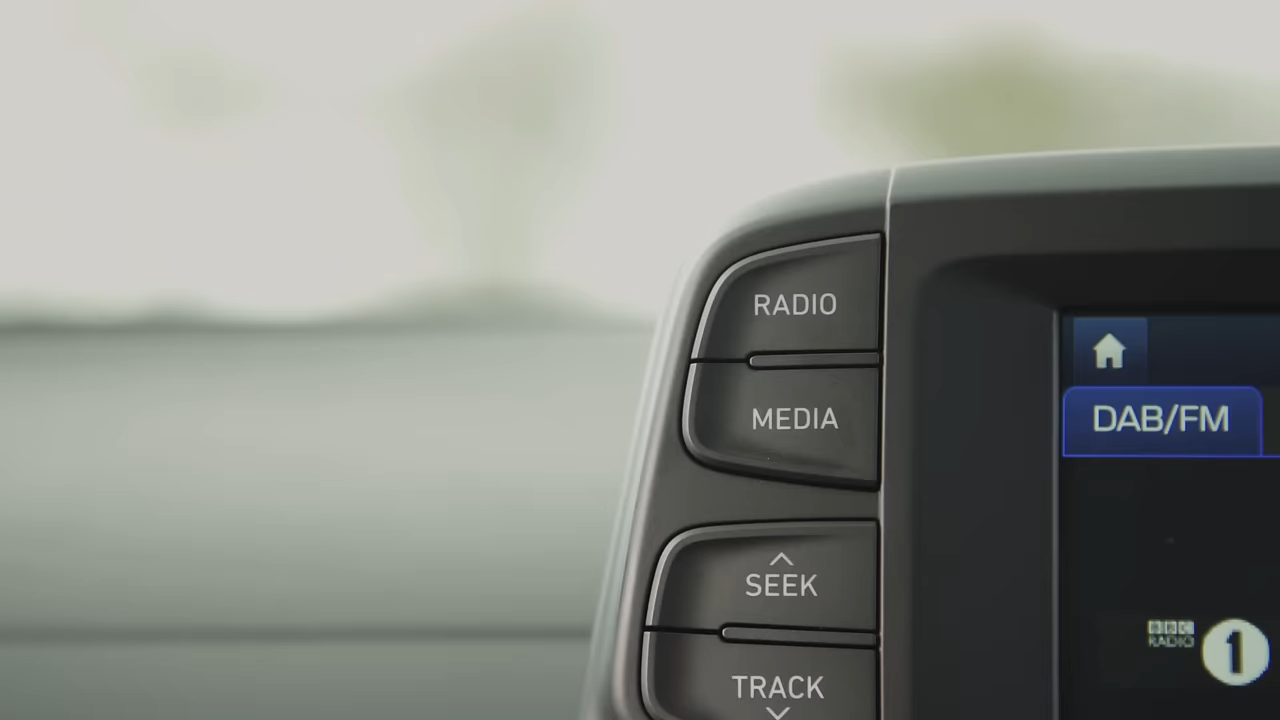 RADIO
MEDIA
DAB/FM
SEEK
BBC
RADIO
1
TRACK